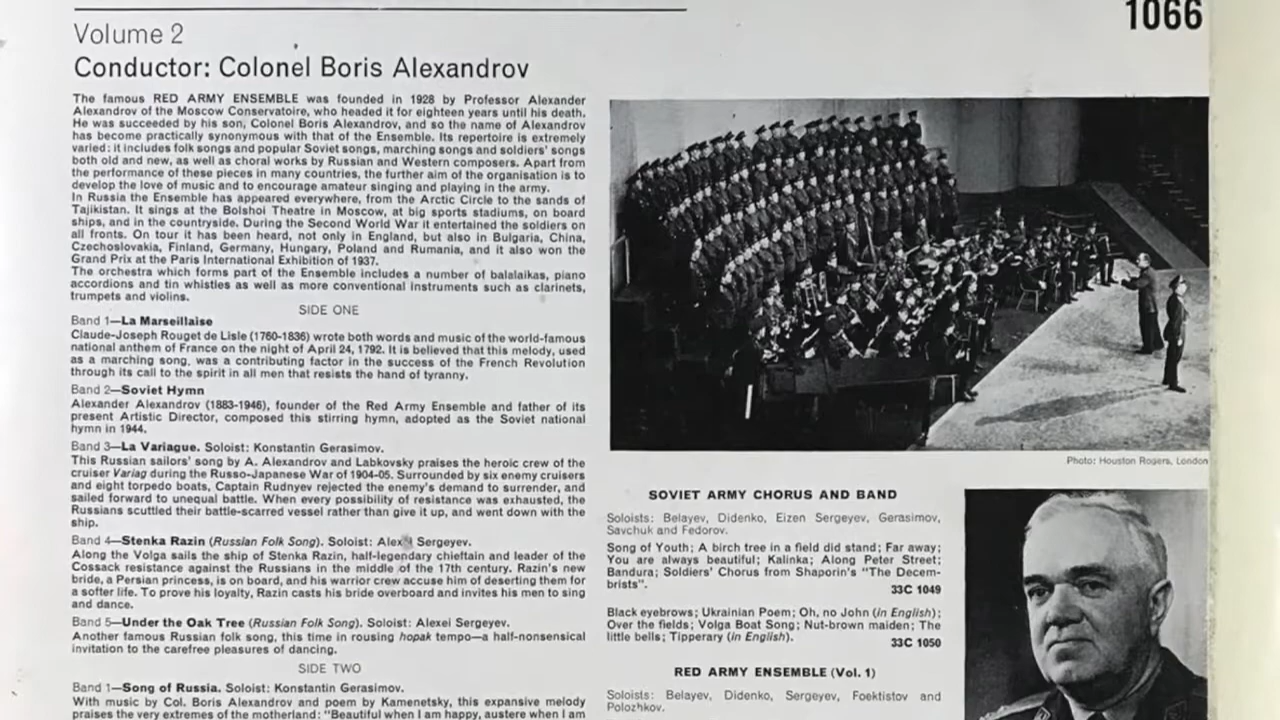 1066
Volume 2
Conductor: Colonel Boris Alexandrov
The famous RED ARMY ENSEMBLE was founded in 1928 by Professor Alexander
Alexandrov of the Moscow Conservatoire, who headed it for eighteen years until his death.
He was succeeded by his son, Colonel Boris Alexandrov, and so the name of Alexandrov
has become practically synonymous with that of the Ensemble. Its repertoire is extremely
varied: it includes folk songs and popular Soviet songs, marching songs and soldiers' songs
both old and new, as well as choral works by Russian and Western composers. Apart from
the performance of these pieces in many countries, the further aim of the organisation is to
develop the love of music and to encourage amateur singing and playing in the army.
In Russia the Ensemble has appeared everywhere, from the Arctic Circle to the sands of
Tajikistan. It sings at the Bolshoi Theatre in Moscow, at big sports stadiums, on board
ships, and in the countryside. During the Second World War it entertained the soldiers on
all fronts. On tour it has been heard, not only in England, but also in Bulgaria, China,
Czechoslovakia, Finland, Germany, Hungary, Poland and Rumania, and it also won the
Grand Prix at the Paris International Exhibition of 1937.
The orchestra which forms part of the Ensemble includes a number of balalaikas, piano
accordions and tin whistles as well as more conventional instruments such as clarinets,
trumpets and violins.
SIDE ONE
Band 1—La Marseillaise
Claude-Joseph Rouget de Lisle (1760-1836) wrote both words and music of the world-famous
national anthem of France on the night of April 24, 1792. It is believed that this melody, used
as a marching song, was a contributing factor in the success of the French Revolution
through its call to the spirit in all men that resists the hand of tyranny.
Band 2—Soviet Hymn
Alexander Alexandrov (1883-1946), founder of the Red Army Ensemble and father of its
present Artistic Director, composed this stirring hymn, adopted as the Soviet national
hymn in 1944.
Band 3—La Variague. Soloist: Konstantin Gerasimov.
This Russian sailors' song by A. Alexandrov and Labkovsky praises the heroic crew of the
cruiser Variag during the Russo-Japanese War of 1904-05. Surrounded by six enemy cruisers
and eight torpedo boats, Captain Rudnyev rejected the enemy's demand to surrender, and
sailed forward to unequal battle. When every possibility of resistance was exhausted, the
Russians scuttled their battle-scarred vessel rather than give it up, and went down with the
ship.
Band 4—Stenka Razin (Russian Folk Song). Soloist: Alexei Sergeyev.
Along the Volga sails the ship of Stenka Razin, half-legendary chieftain and leader of the
Cossack resistance against the Russians in the middle of the 17th century. Razin's new
bride, a Persian princess, is on board, and his warrior crew accuse him of deserting them for
a softer life. To prove his loyalty, Razin casts his bride overboard and invites his men to sing
and dance.
Band 5—Under the Oak Tree (Russian Folk Song). Soloist: Alexei Sergeyev.
Another famous Russian folk song, this time in rousing hopak tempo—a half-nonsensical
invitation to the carefree pleasures of dancing.
SIDE TWO
Band 1—Song of Russia. Soloist: Konstantin Gerasimov.
With music by Col. Boris Alexandrov and poem by Kamenetsky, this expansive melody
praises the very extremes of the motherland: "Beautiful when I am happy, austere when I am
Photo: Houston Rogers, London
SOVIET ARMY CHORUS AND BAND
Soloists: Belayev, Didenko, Eizen Sergeyev, Gerasimov,
Savchuk and Fedorov.
Song of Youth; A birch tree in a field did stand; Far away;
You are always beautiful; Kalinka; Along Peter Street;
Bandura; Soldiers' Chorus from Shaporin's "The Decem-
brists".
33C 1049
Black eyebrows; Ukrainian Poem; Oh, no John (in English);
Over the fields; Volga Boat Song; Nut-brown maiden; The
little bells; Tipperary (in English).
33C 1050
RED ARMY ENSEMBLE (Vol. 1)
Soloists: Belayev, Didenko, Sergeyev, Foektistov and
Polozhkov.